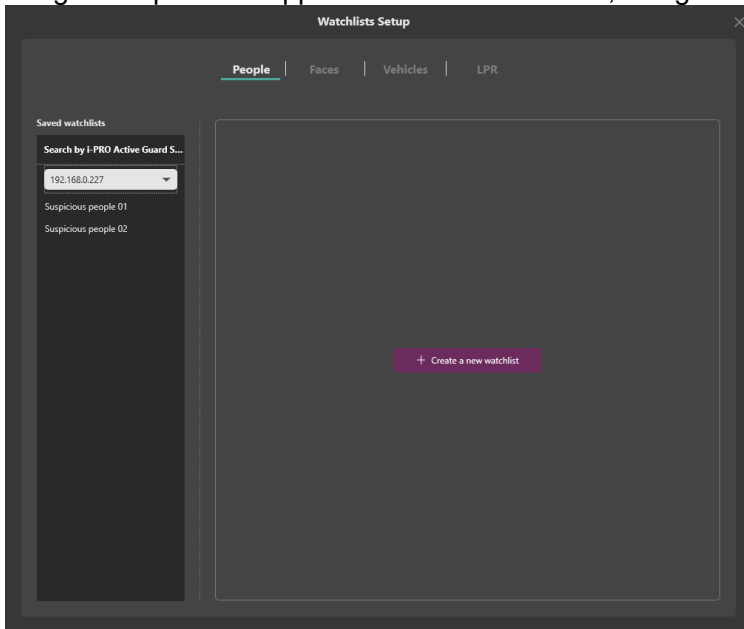 Watchlists Setup
People
Faces
Vehicles
LPR
Saved watchlists
Search by i-PRO Active Guard S...
192.168.0.227
Suspicious people 01
Suspicious people 02
+ Create a new watchlist